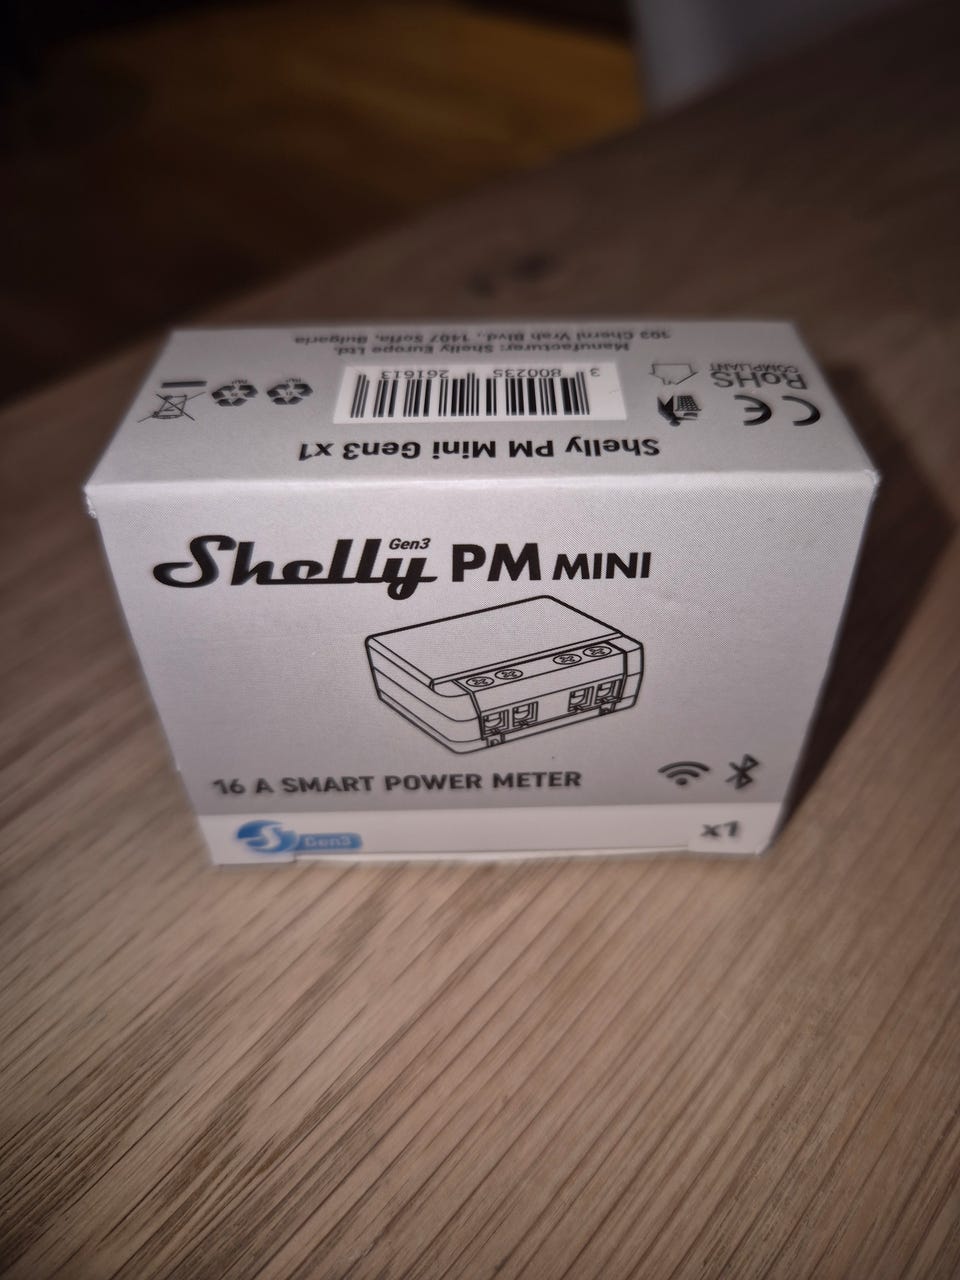 Manufacturer: Shelly Europe Ltd.
103 Cherni Vrah Blvd., 1407 Sofia, Bulgaria
RoHS
COMPLIANT
CE
3 800235 261613
Shelly PM Mini Gen3 x1
Shelly Gen3 PM MINI
16 A SMART POWER METER
Gen3
x1